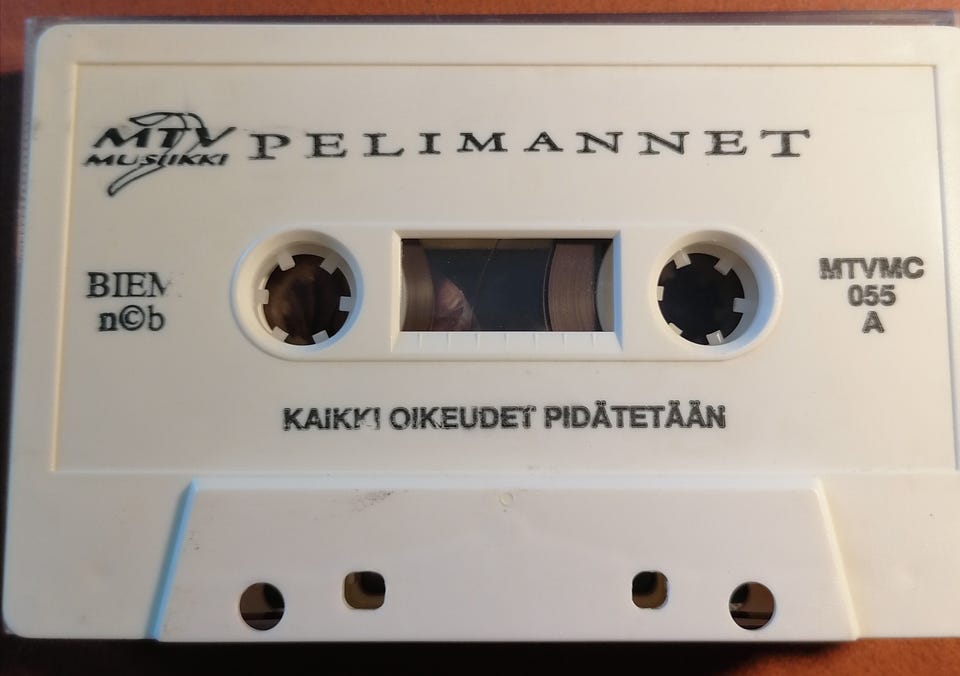 MTV
MUSIIKKI
PELIMANNET
BIEM
n©b
MTVMC
055
A
KAIKKI OIKEUDET PIDÄTETÄÄN